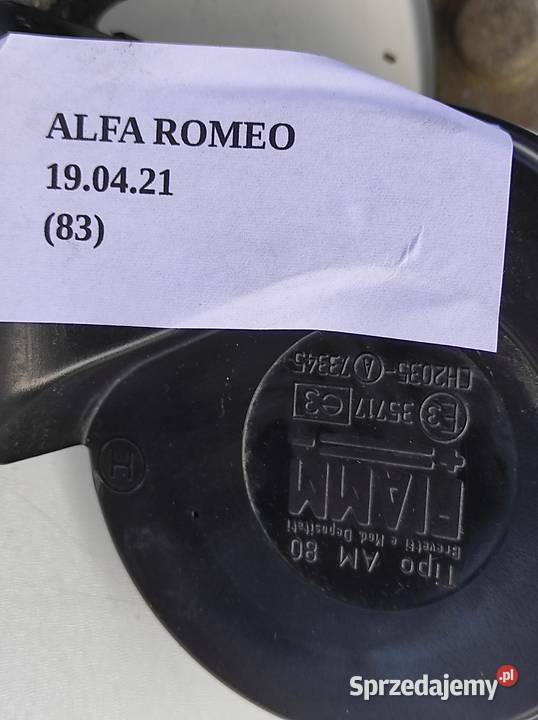 ALFA ROMEO
19.04.21
(83)
Tipo AM 80
Brevetti e Mod. Depositati
FIAMM
- +
E3 35717 e3
CH2035- A 73345-
H
Sprzedajemy.pl